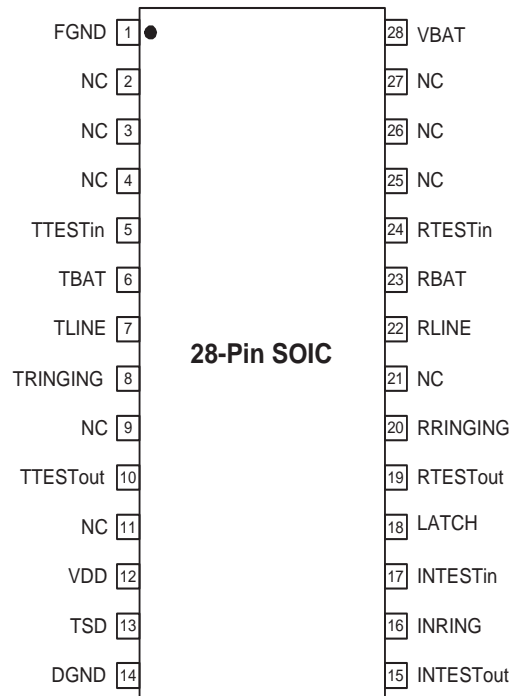 FGND 1 28 VBAT
NC 2 27 NC
NC 3 26 NC
NC 4 25 NC
TTESTin 5 24 RTESTin
TBAT 6 23 RBAT
TLINE 7 22 RLINE
28-Pin SOIC
TRINGING 8 21 NC
NC 9 20 RRINGING
TTESTout 10 19 RTESTout
NC 11 18 LATCH
VDD 12 17 INTESTin
TSD 13 16 INRING
DGND 14 15 INTESTout